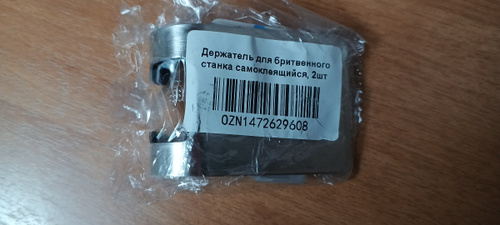 Держатель для бритвенного
станка самоклеящийся, 2шт
OZN1472629608